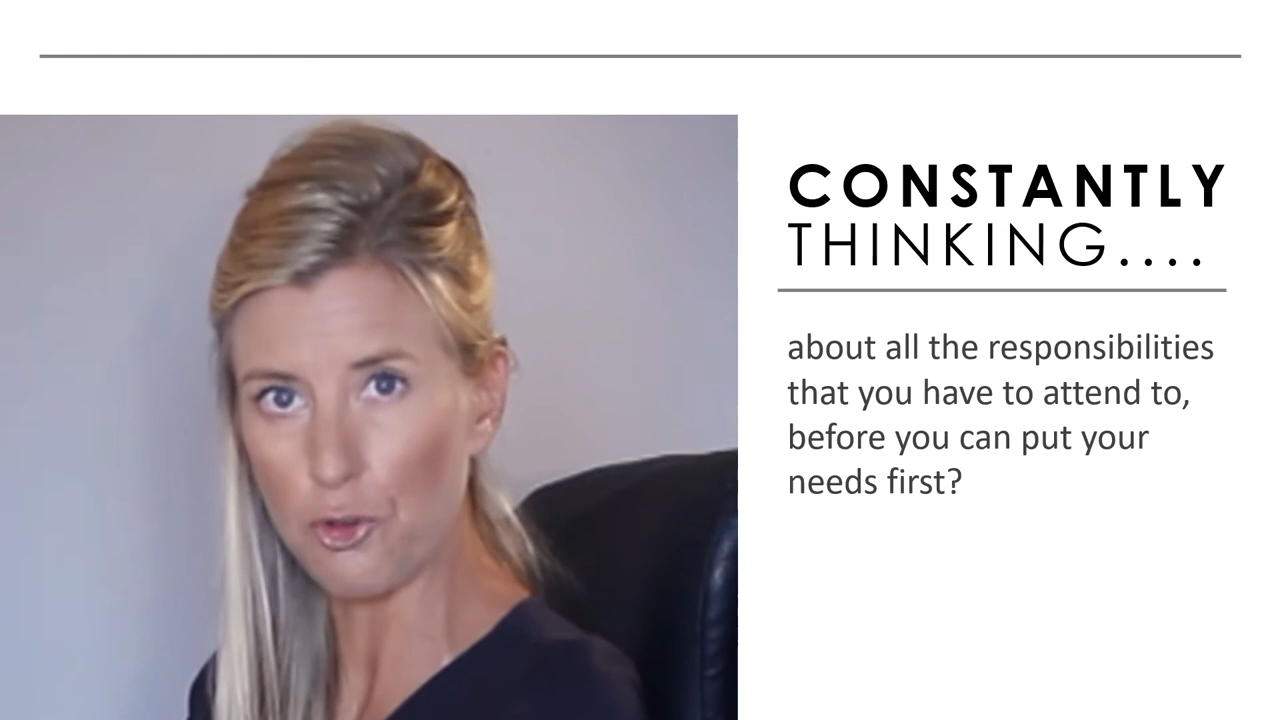 CONSTANTLY
THINKING....
about all the responsibilities
that you have to attend to,
before you can put your
needs first?